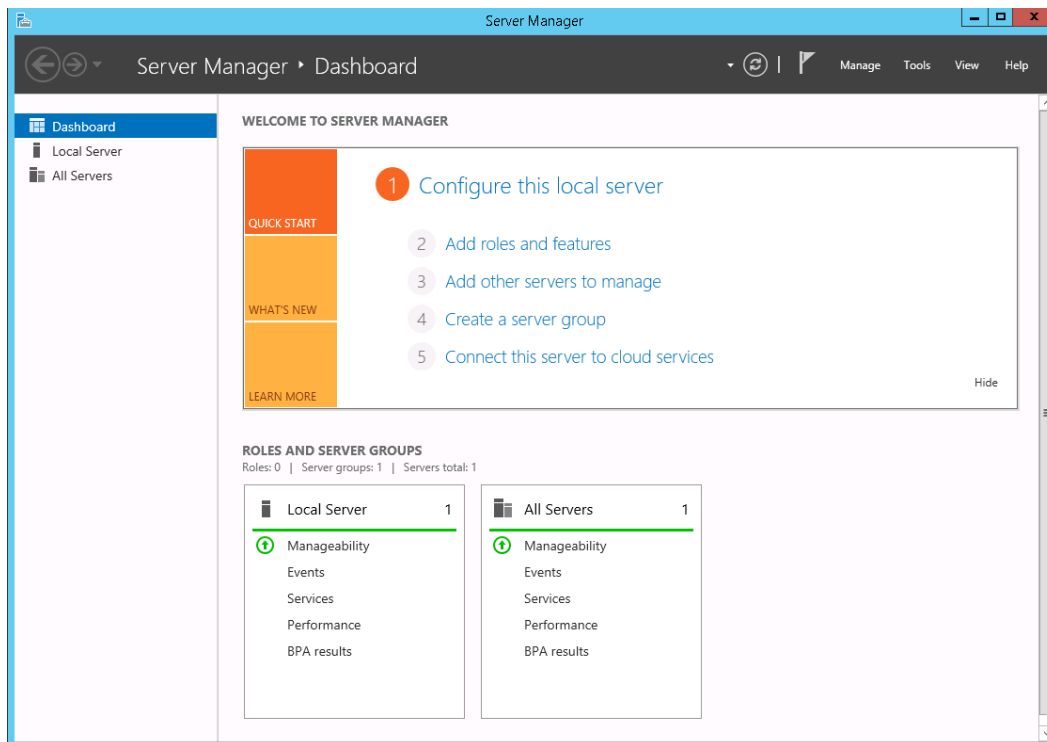 Server Manager
Server Manager ‣ Dashboard
Manage Tools View Help
Dashboard
Local Server
All Servers
WELCOME TO SERVER MANAGER
QUICK START
WHAT'S NEW
LEARN MORE
1 Configure this local server
2 Add roles and features
3 Add other servers to manage
4 Create a server group
5 Connect this server to cloud services
Hide
ROLES AND SERVER GROUPS
Roles: 0 | Server groups: 1 | Servers total: 1
Local Server 1
Manageability
Events
Services
Performance
BPA results
All Servers 1
Manageability
Events
Services
Performance
BPA results